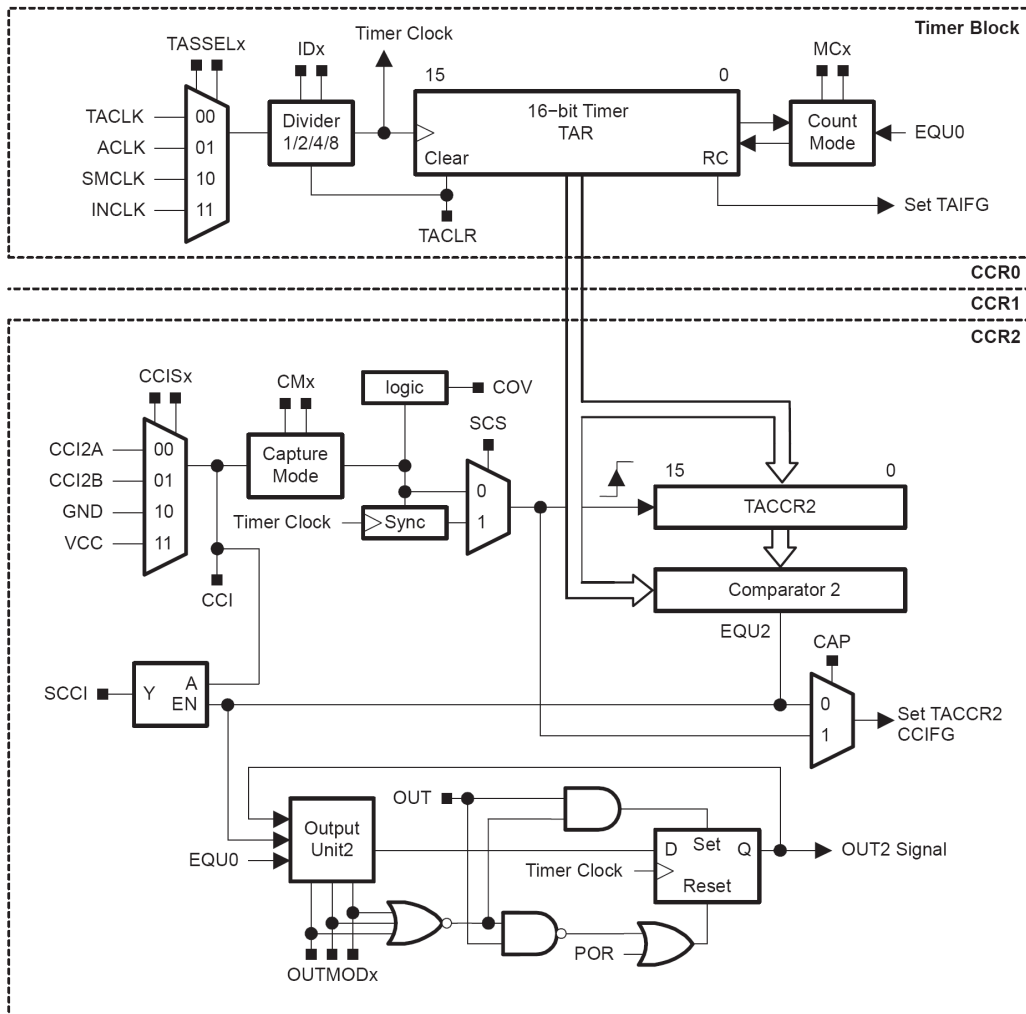 Timer Block
Timer Clock
TASSELx
IDx
MCx
15
0
TACLK
ACLK
SMCLK
INCLK
00
01
10
11
Divider
1/2/4/8
16−bit Timer
TAR
Clear
RC
Count
Mode
EQU0
Set TAIFG
TACLR
CCR0
CCR1
CCR2
CCISx
CMx
logic
COV
SCS
CCI2A
CCI2B
GND
VCC
00
01
10
11
Capture
Mode
Timer Clock
Sync
0
1
15
0
TACCR2
Comparator 2
EQU2
CCI
CAP
SCCI
Y
A
EN
0
1
Set TACCR2
CCIFG
OUT
Output
Unit2
EQU0
D
Set
Q
Timer Clock
Reset
OUT2 Signal
POR
OUTMODx